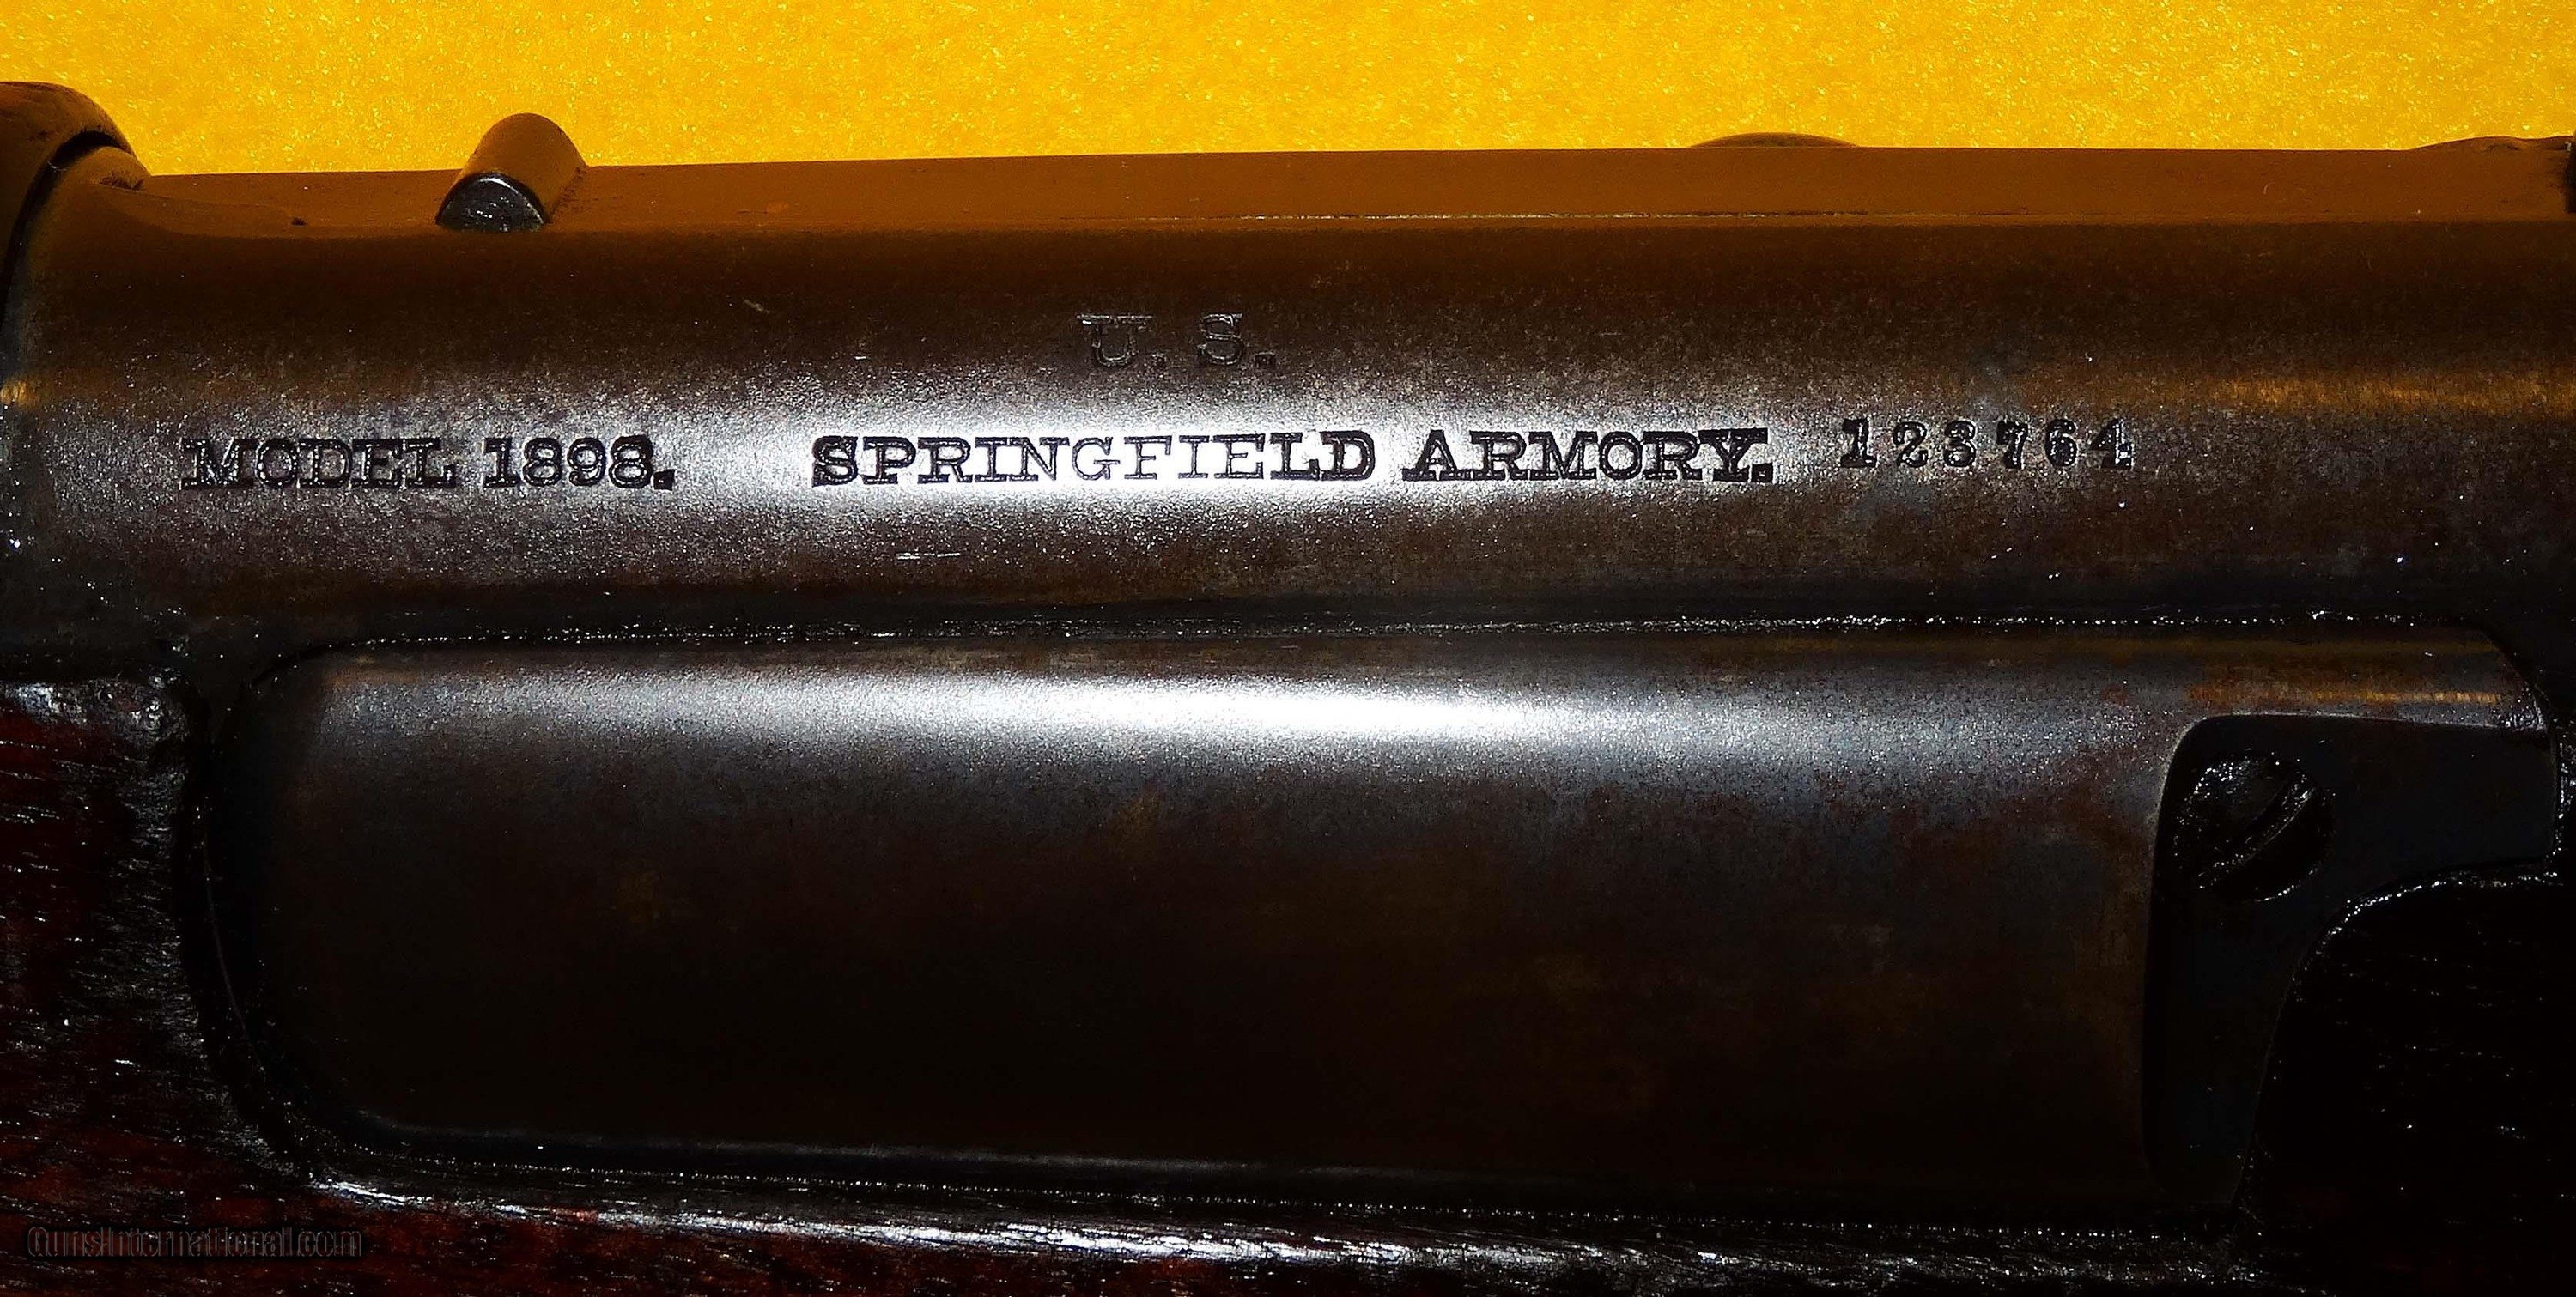 U. S.
MODEL 1898. SPRINGFIELD ARMORY. 123764
GunsInternational.com